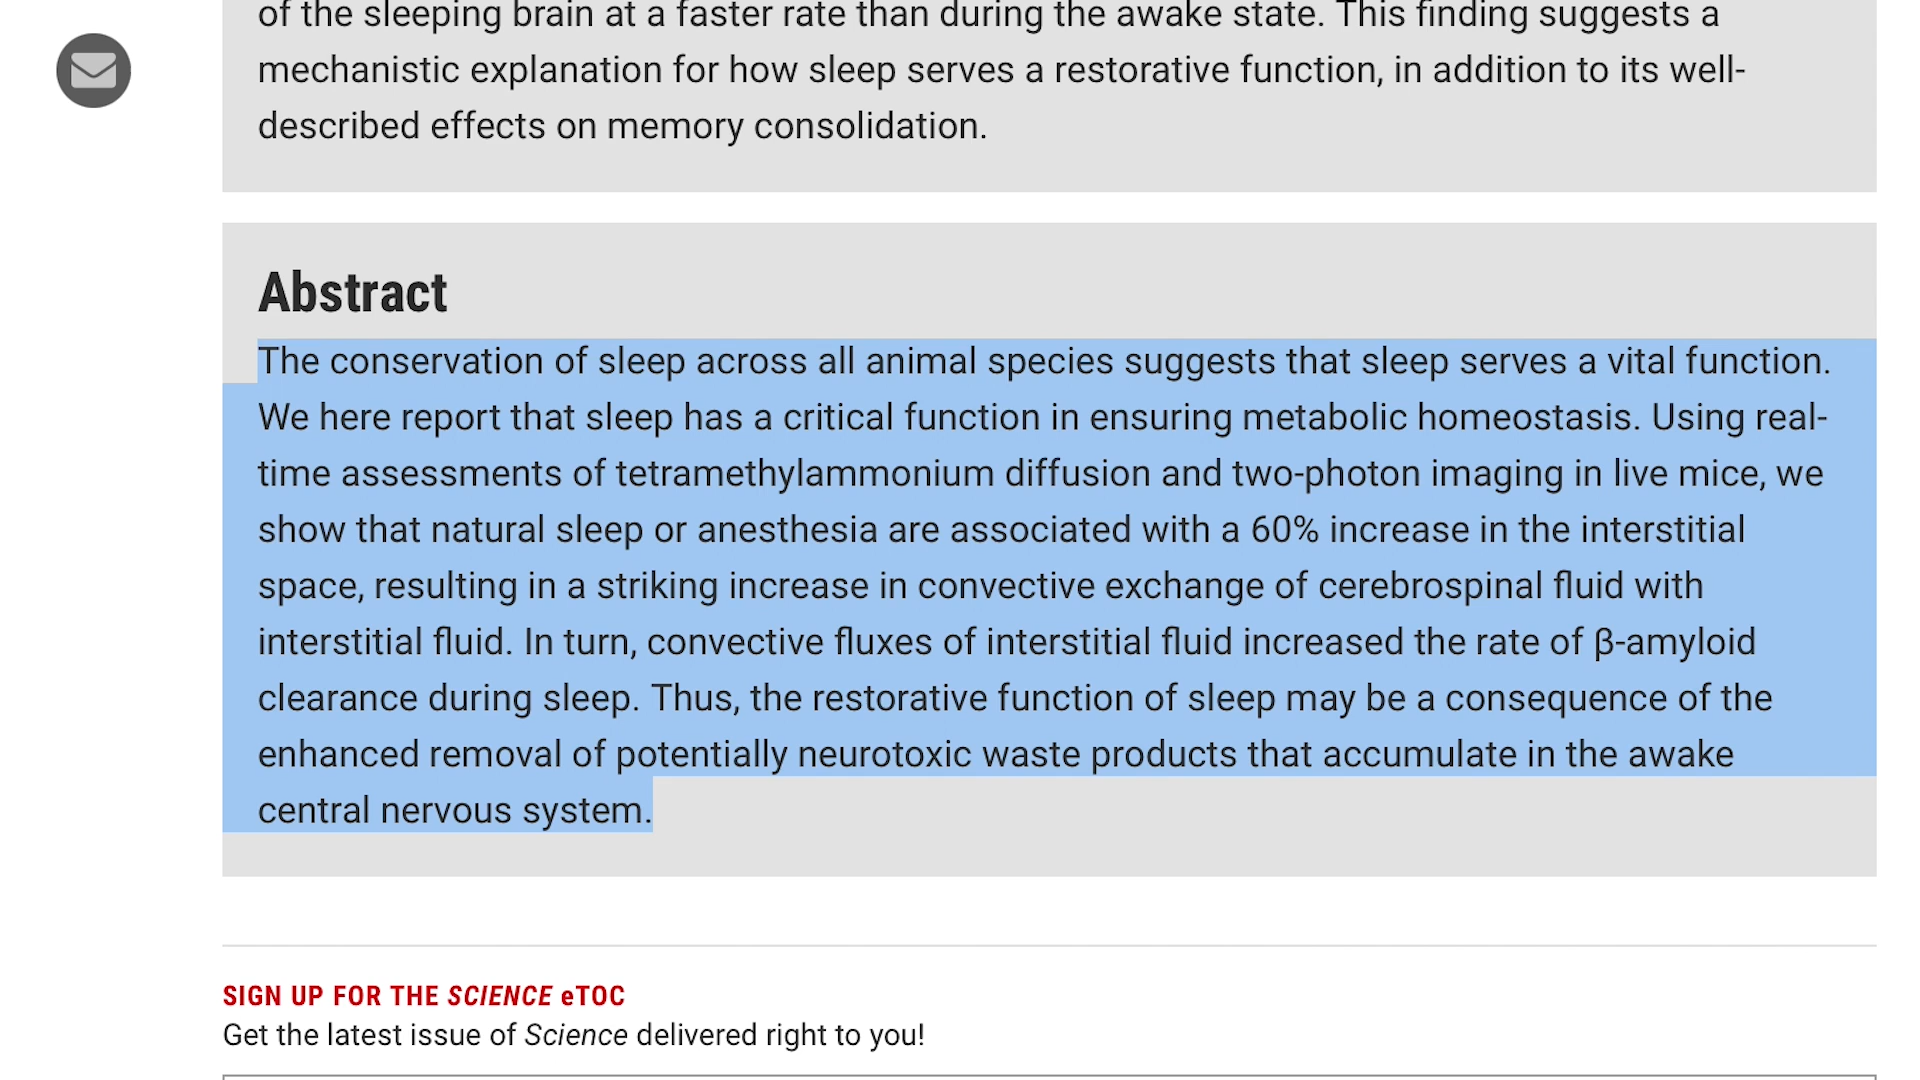 of the sleeping brain at a faster rate than during the awake state. This finding suggests a
mechanistic explanation for how sleep serves a restorative function, in addition to its well-
described effects on memory consolidation.
Abstract
The conservation of sleep across all animal species suggests that sleep serves a vital function.
We here report that sleep has a critical function in ensuring metabolic homeostasis. Using real-
time assessments of tetramethylammonium diffusion and two-photon imaging in live mice, we
show that natural sleep or anesthesia are associated with a 60% increase in the interstitial
space, resulting in a striking increase in convective exchange of cerebrospinal fluid with
interstitial fluid. In turn, convective fluxes of interstitial fluid increased the rate of β-amyloid
clearance during sleep. Thus, the restorative function of sleep may be a consequence of the
enhanced removal of potentially neurotoxic waste products that accumulate in the awake
central nervous system.
SIGN UP FOR THE SCIENCE eTOC
Get the latest issue of Science delivered right to you!